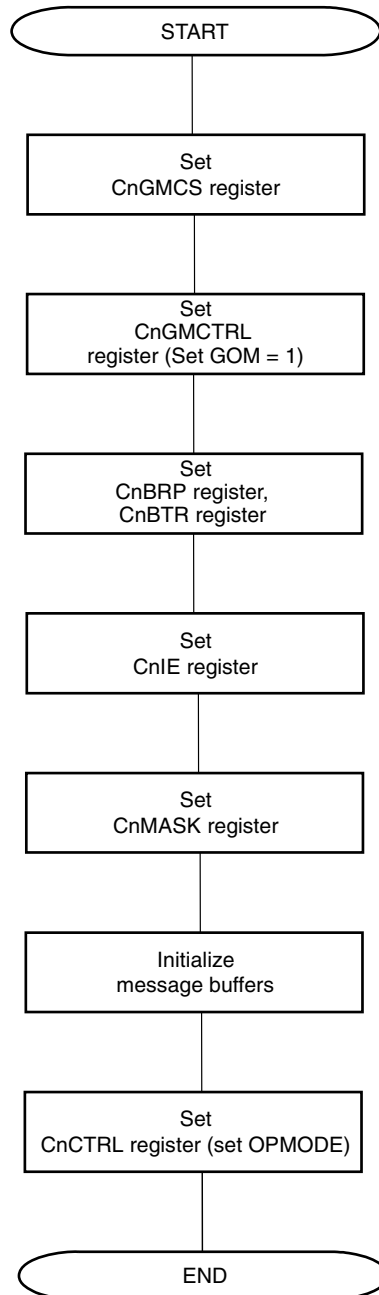 START
Set
CnGMCS register
Set
CnGMCTRL
register (Set GOM = 1)
Set
CnBRP register,
CnBTR register
Set
CnIE register
Set
CnMASK register
Initialize
message buffers
Set
CnCTRL register (set OPMODE)
END